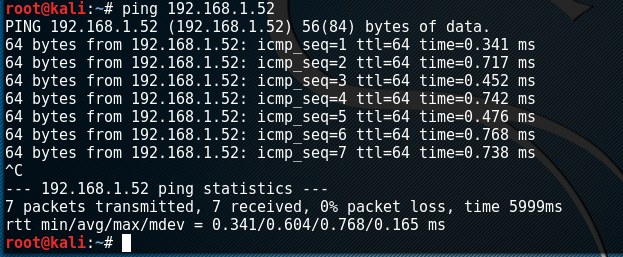 root@kali:~# ping 192.168.1.52
PING 192.168.1.52 (192.168.1.52) 56(84) bytes of data.
64 bytes from 192.168.1.52: icmp_seq=1 ttl=64 time=0.341 ms
64 bytes from 192.168.1.52: icmp_seq=2 ttl=64 time=0.717 ms
64 bytes from 192.168.1.52: icmp_seq=3 ttl=64 time=0.452 ms
64 bytes from 192.168.1.52: icmp_seq=4 ttl=64 time=0.742 ms
64 bytes from 192.168.1.52: icmp_seq=5 ttl=64 time=0.476 ms
64 bytes from 192.168.1.52: icmp_seq=6 ttl=64 time=0.768 ms
64 bytes from 192.168.1.52: icmp_seq=7 ttl=64 time=0.738 ms
^C
--- 192.168.1.52 ping statistics ---
7 packets transmitted, 7 received, 0% packet loss, time 5999ms
rtt min/avg/max/mdev = 0.341/0.604/0.768/0.165 ms
root@kali:~#